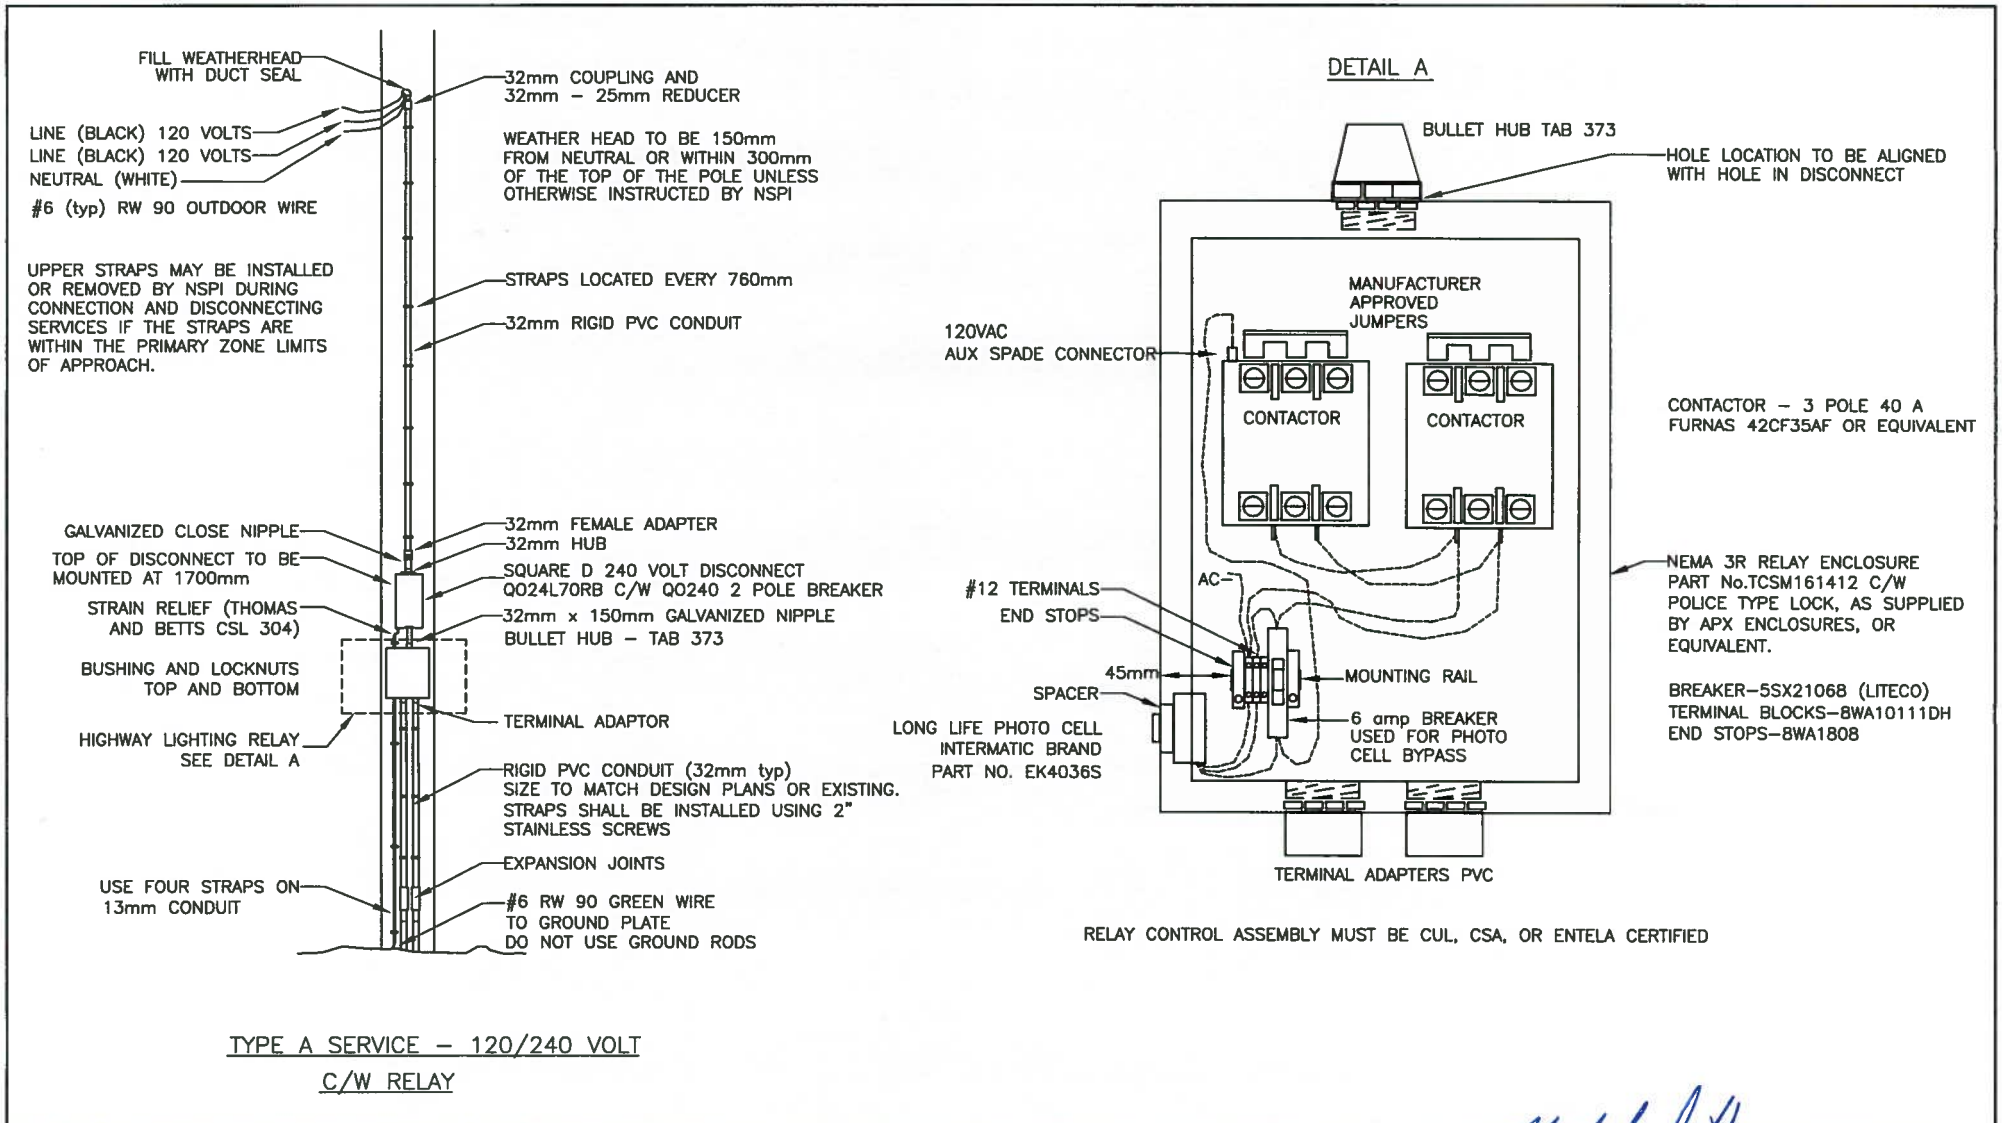 FILL WEATHERHEAD
WITH DUCT SEAL
LINE (BLACK) 120 VOLTS
LINE (BLACK) 120 VOLTS
NEUTRAL (WHITE)
#6 (typ) RW 90 OUTDOOR WIRE
UPPER STRAPS MAY BE INSTALLED
OR REMOVED BY NSPI DURING
CONNECTION AND DISCONNECTING
SERVICES IF THE STRAPS ARE
WITHIN THE PRIMARY ZONE LIMITS
OF APPROACH.
GALVANIZED CLOSE NIPPLE
TOP OF DISCONNECT TO BE
MOUNTED AT 1700mm
STRAIN RELIEF (THOMAS
AND BETTS CSL 304)
BUSHING AND LOCKNUTS
TOP AND BOTTOM
HIGHWAY LIGHTING RELAY
SEE DETAIL A
USE FOUR STRAPS ON
13mm CONDUIT
32mm COUPLING AND
32mm - 25mm REDUCER
WEATHER HEAD TO BE 150mm
FROM NEUTRAL OR WITHIN 300mm
OF THE TOP OF THE POLE UNLESS
OTHERWISE INSTRUCTED BY NSPI
STRAPS LOCATED EVERY 760mm
32mm RIGID PVC CONDUIT
32mm FEMALE ADAPTER
32mm HUB
SQUARE D 240 VOLT DISCONNECT
QO24L70RB C/W QO240 2 POLE BREAKER
32mm x 150mm GALVANIZED NIPPLE
BULLET HUB - TAB 373
TERMINAL ADAPTOR
RIGID PVC CONDUIT (32mm typ)
SIZE TO MATCH DESIGN PLANS OR EXISTING.
STRAPS SHALL BE INSTALLED USING 2"
STAINLESS SCREWS
EXPANSION JOINTS
#6 RW 90 GREEN WIRE
TO GROUND PLATE
DO NOT USE GROUND RODS
TYPE A SERVICE - 120/240 VOLT
C/W RELAY
DETAIL A
BULLET HUB TAB 373
HOLE LOCATION TO BE ALIGNED
WITH HOLE IN DISCONNECT
MANUFACTURER
APPROVED
JUMPERS
120VAC
AUX SPADE CONNECTOR
CONTACTOR
CONTACTOR
CONTACTOR - 3 POLE 40 A
FURNAS 42CF35AF OR EQUIVALENT
AC
#12 TERMINALS
END STOPS
45mm
SPACER
LONG LIFE PHOTO CELL
INTERMATIC BRAND
PART NO. EK4036S
MOUNTING RAIL
6 amp BREAKER
USED FOR PHOTO
CELL BYPASS
NEMA 3R RELAY ENCLOSURE
PART No.TCSM161412 C/W
POLICE TYPE LOCK, AS SUPPLIED
BY APX ENCLOSURES, OR
EQUIVALENT.
BREAKER-5SX21068 (LITECO)
TERMINAL BLOCKS-8WA10111DH
END STOPS-8WA1808
TERMINAL ADAPTERS PVC
RELAY CONTROL ASSEMBLY MUST BE CUL, CSA, OR ENTELA CERTIFIED